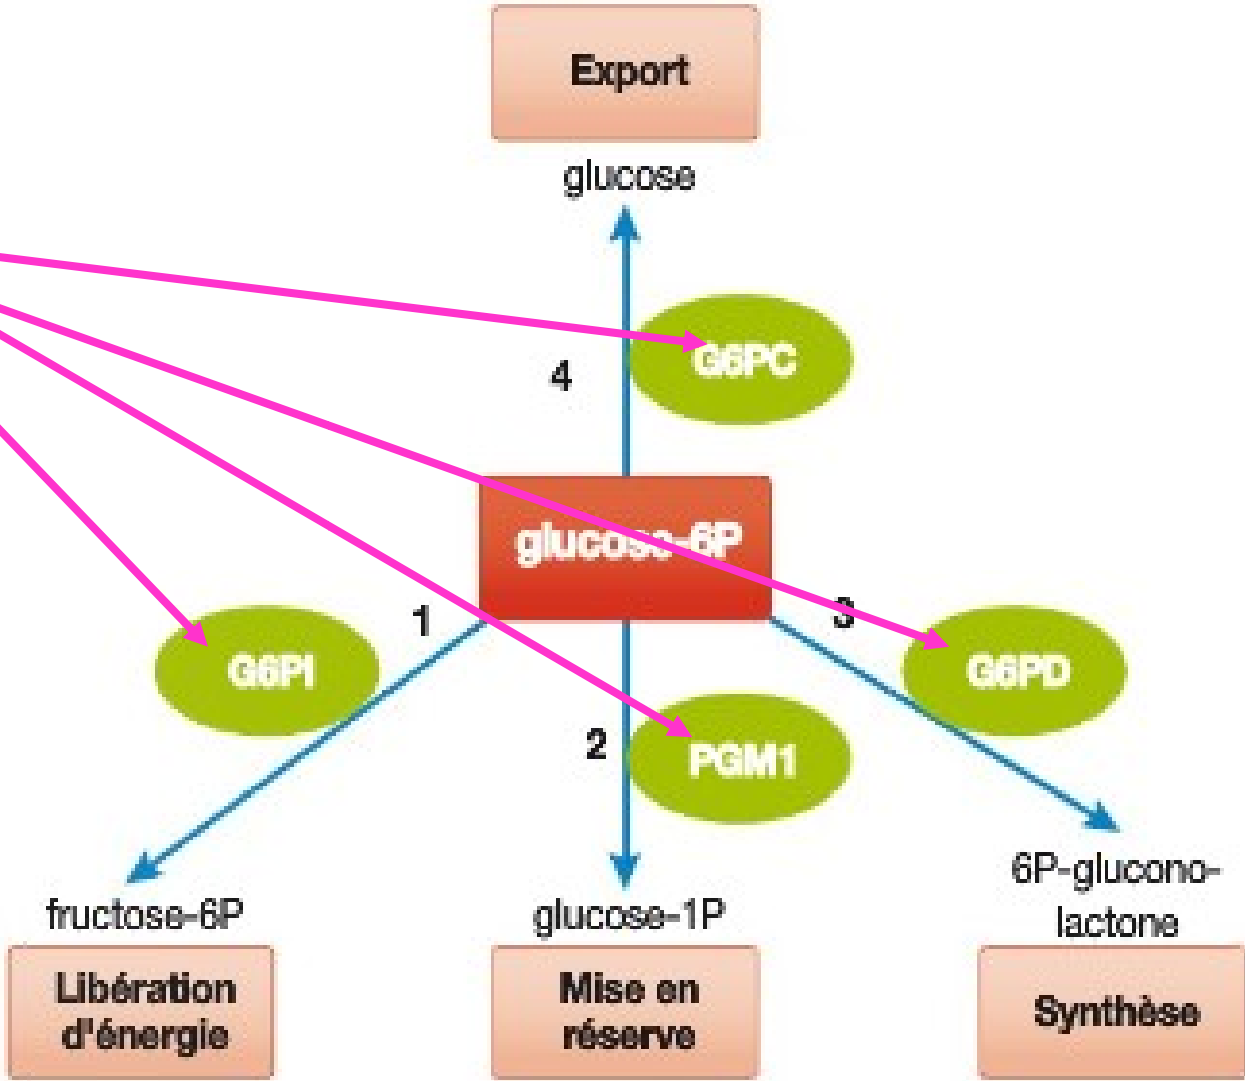 Export
glucose
G6PC
4
glucose-6P
1
3
G6PI
G6PD
2
PGM1
6P-glucono-
lactone
fructose-6P
glucose-1P
Libération
d'énergie
Mise en
réserve
Synthèse